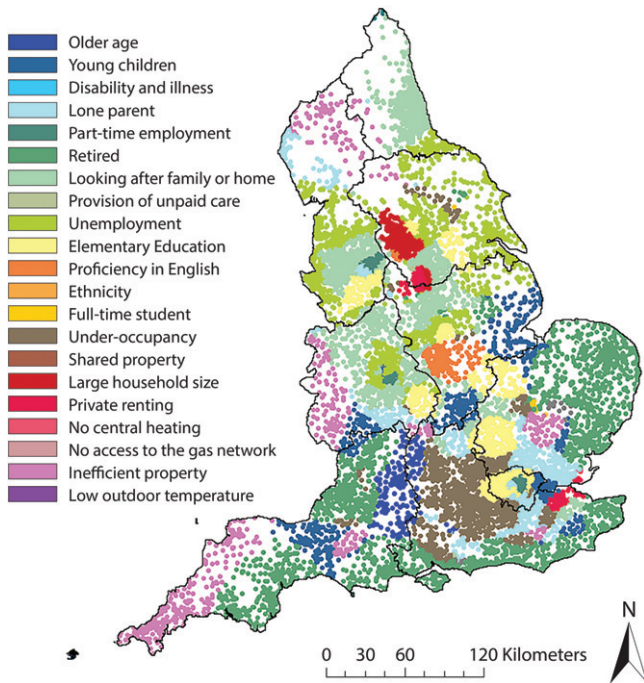 Older age
Young children
Disability and illness
Lone parent
Part-time employment
Retired
Looking after family or home
Provision of unpaid care
Unemployment
Elementary Education
Proficiency in English
Ethnicity
Full-time student
Under-occupancy
Shared property
Large household size
Private renting
No central heating
No access to the gas network
Inefficient property
Low outdoor temperature
N
0 30 60 120 Kilometers